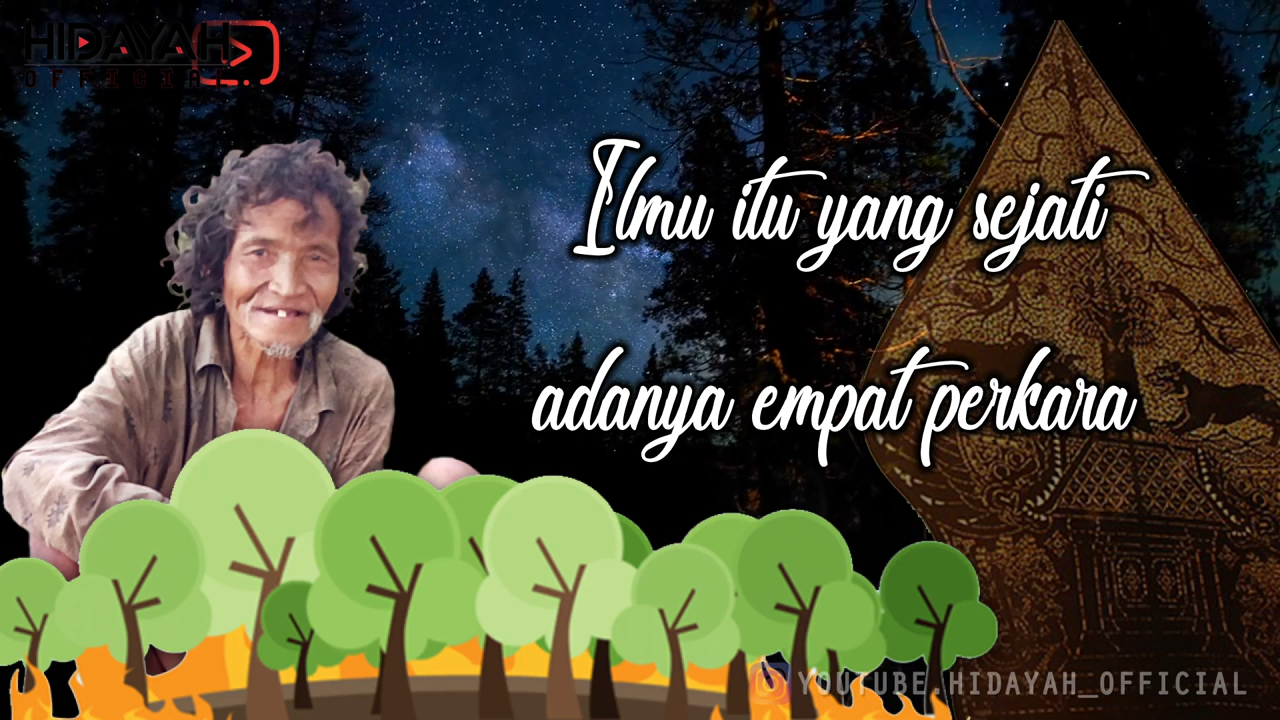 HIDAYAH
OFFICIAL
Ilmu itu yang sejati
adanya empat perkara
YOUTUBE.HIDAYAH_OFFICIAL